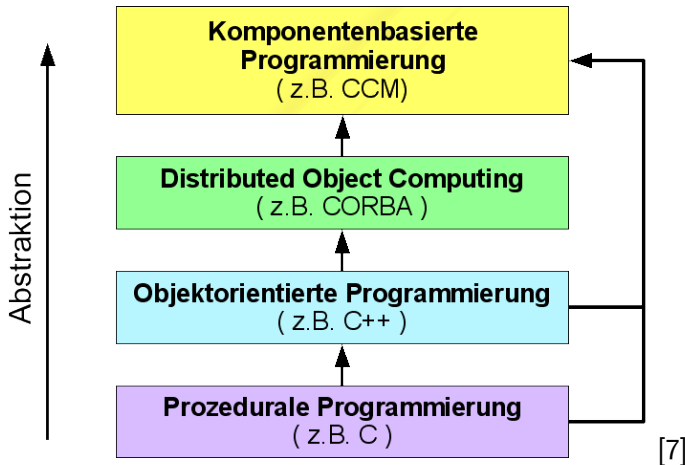 Komponentenbasierte
Programmierung
( z.B. CCM)
Distributed Object Computing
( z.B. CORBA )
Objektorientierte Programmierung
( z.B. C++ )
Prozedurale Programmierung
( z.B. C )
Abstraktion
[7]